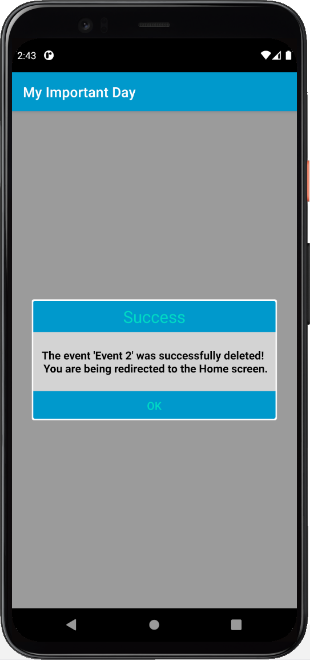 2:43
My Important Day
Success
The event 'Event 2' was successfully deleted!
You are being redirected to the Home screen.
OK